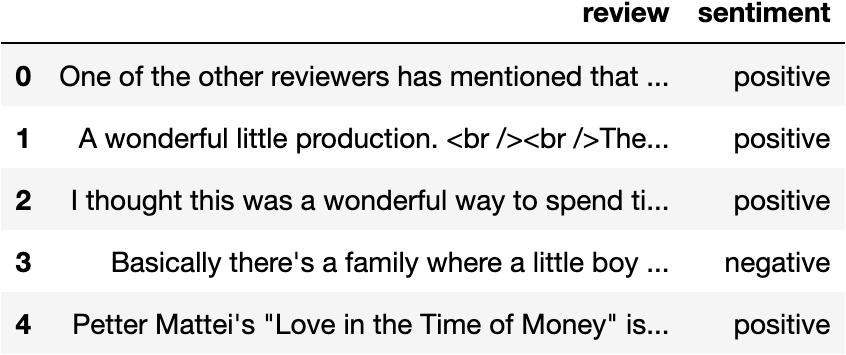 review sentiment
0 One of the other reviewers has mentioned that ... positive
1 A wonderful little production. <br /><br />The... positive
2 I thought this was a wonderful way to spend ti... positive
3 Basically there's a family where a little boy ... negative
4 Petter Mattei's "Love in the Time of Money" is... positive